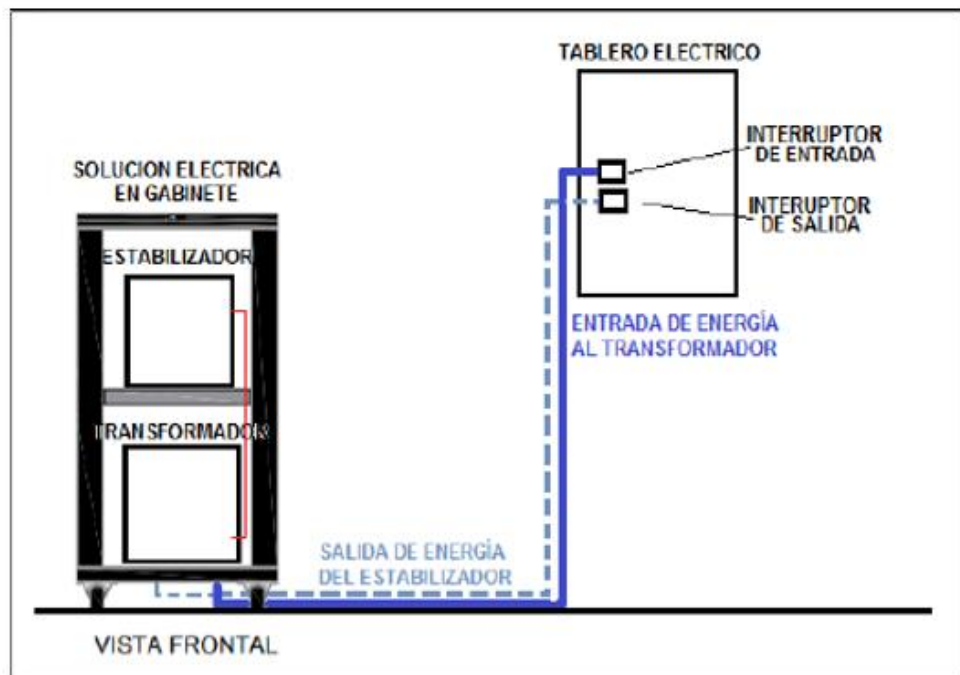 TABLERO ELECTRICO
INTERRUPTOR
DE ENTRADA
INTERUPTOR
DE SALIDA
SOLUCION ELECTRICA
EN GABINETE
ESTABILIZADOR
ENTRADA DE ENERGÍA
AL TRANSFORMADOR
TRANSFORMADOR
SALIDA DE ENERGÍA
DEL ESTABILIZADOR
VISTA FRONTAL